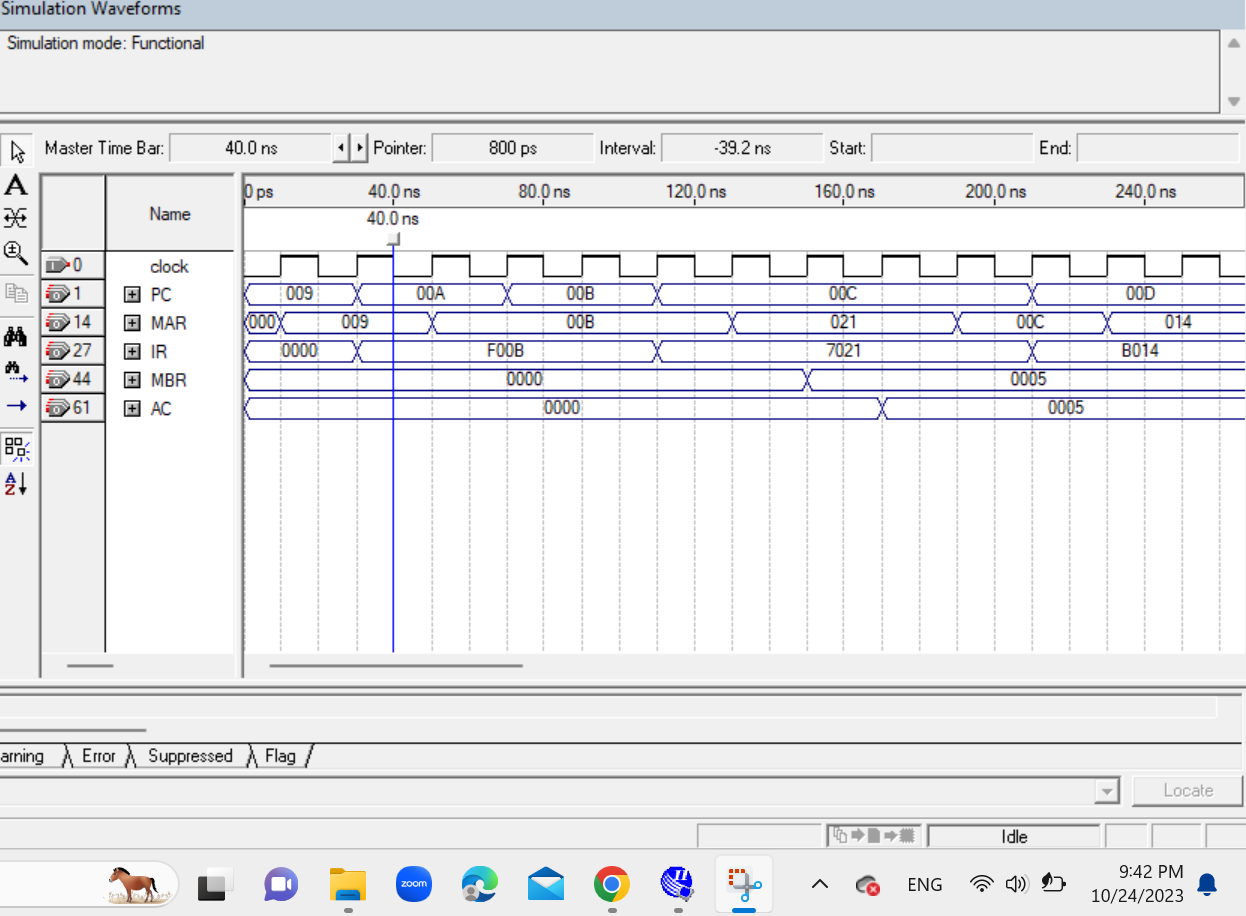 Simulation Waveforms
Simulation mode: Functional
Master Time Bar: 40.0 ns Pointer: 800 ps Interval: -39.2 ns Start: End:
Name
0 ps 40.0 ns 80.0 ns 120.0 ns 160.0 ns 200.0 ns 240.0 ns
40.0 ns
0 clock
1 PC 009 00A 00B 00C 00D
14 MAR 000 009 00B 021 00C 014
27 IR 0000 F00B 7021 B014
44 MBR 0000 0005
61 AC 0000 0005
arning Error Suppressed Flag
Locate
Idle
zoom
ENG
9:42 PM
10/24/2023